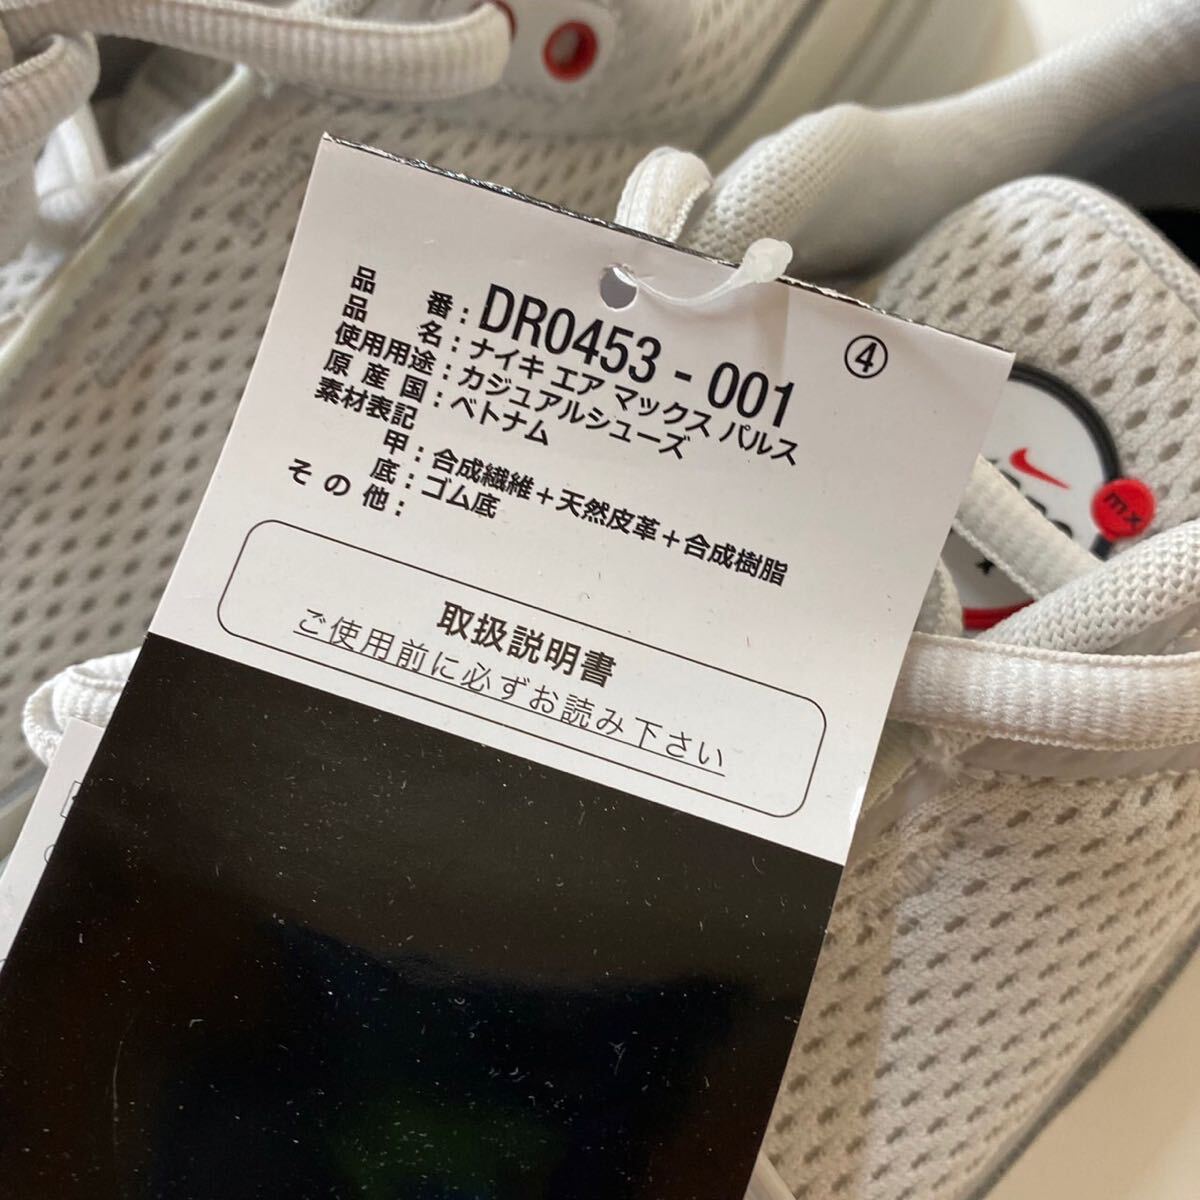 ④
品番：DR0453 - 001
品名：ナイキ エア マックス パルス
使用用途：カジュアルシューズ
原産国：ベトナム
素材表記
甲：合成繊維＋天然皮革＋合成樹脂
底：ゴム底
その他：
取扱説明書
ご使用前に必ずお読み下さい
mx